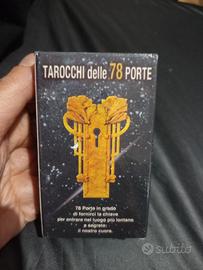 TAROCCHI delle 78 PORTE
78 Porte in grado
di fornirci la chiave
per entrare nel luogo più lontano
e segreto:
il nostro cuore.
subito